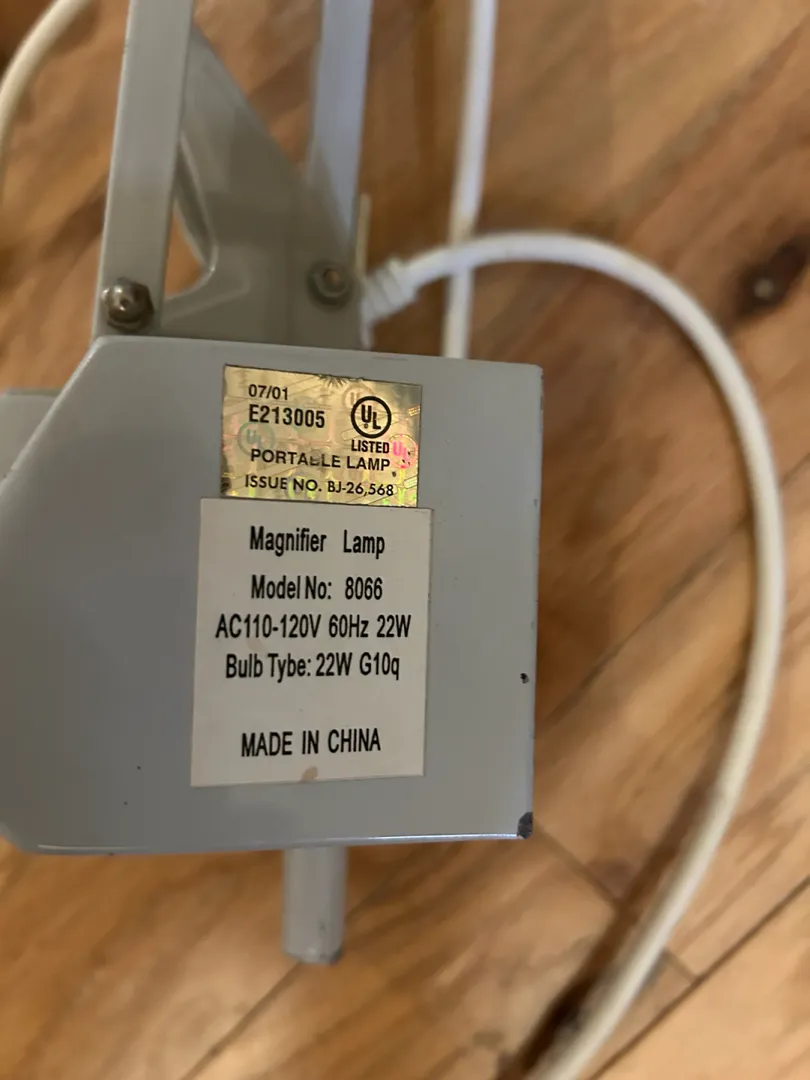 07/01
E213005
UL
LISTED
PORTABLE LAMP
ISSUE NO. BJ-26,568
Magnifier Lamp
Model No: 8066
AC110-120V 60Hz 22W
Bulb Tybe: 22W G10q
MADE IN CHINA